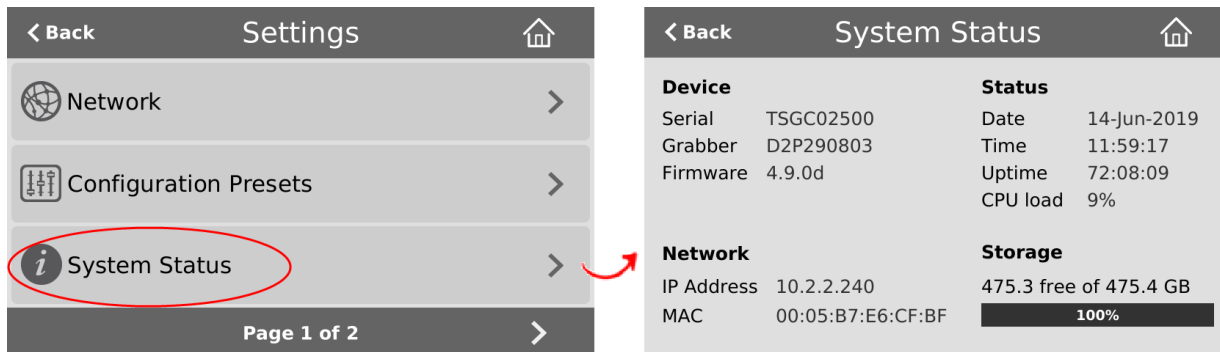 Back Settings
Network
Configuration Presets
i System Status
Page 1 of 2
Back System Status
Device
Serial TSGC02500
Grabber D2P290803
Firmware 4.9.0d
Status
Date 14-Jun-2019
Time 11:59:17
Uptime 72:08:09
CPU load 9%
Network
IP Address 10.2.2.240
MAC 00:05:B7:E6:CF:BF
Storage
475.3 free of 475.4 GB
100%